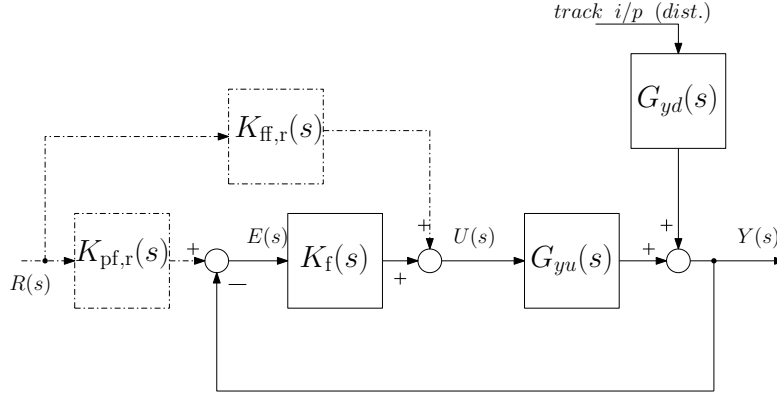 track i/p (dist.)
G_{yd}(s)
K_{ff,r}(s)
+
+
K_{pf,r}(s)
+
E(s)
K_f(s)
+
U(s)
G_{yu}(s)
+
Y(s)
R(s)
−